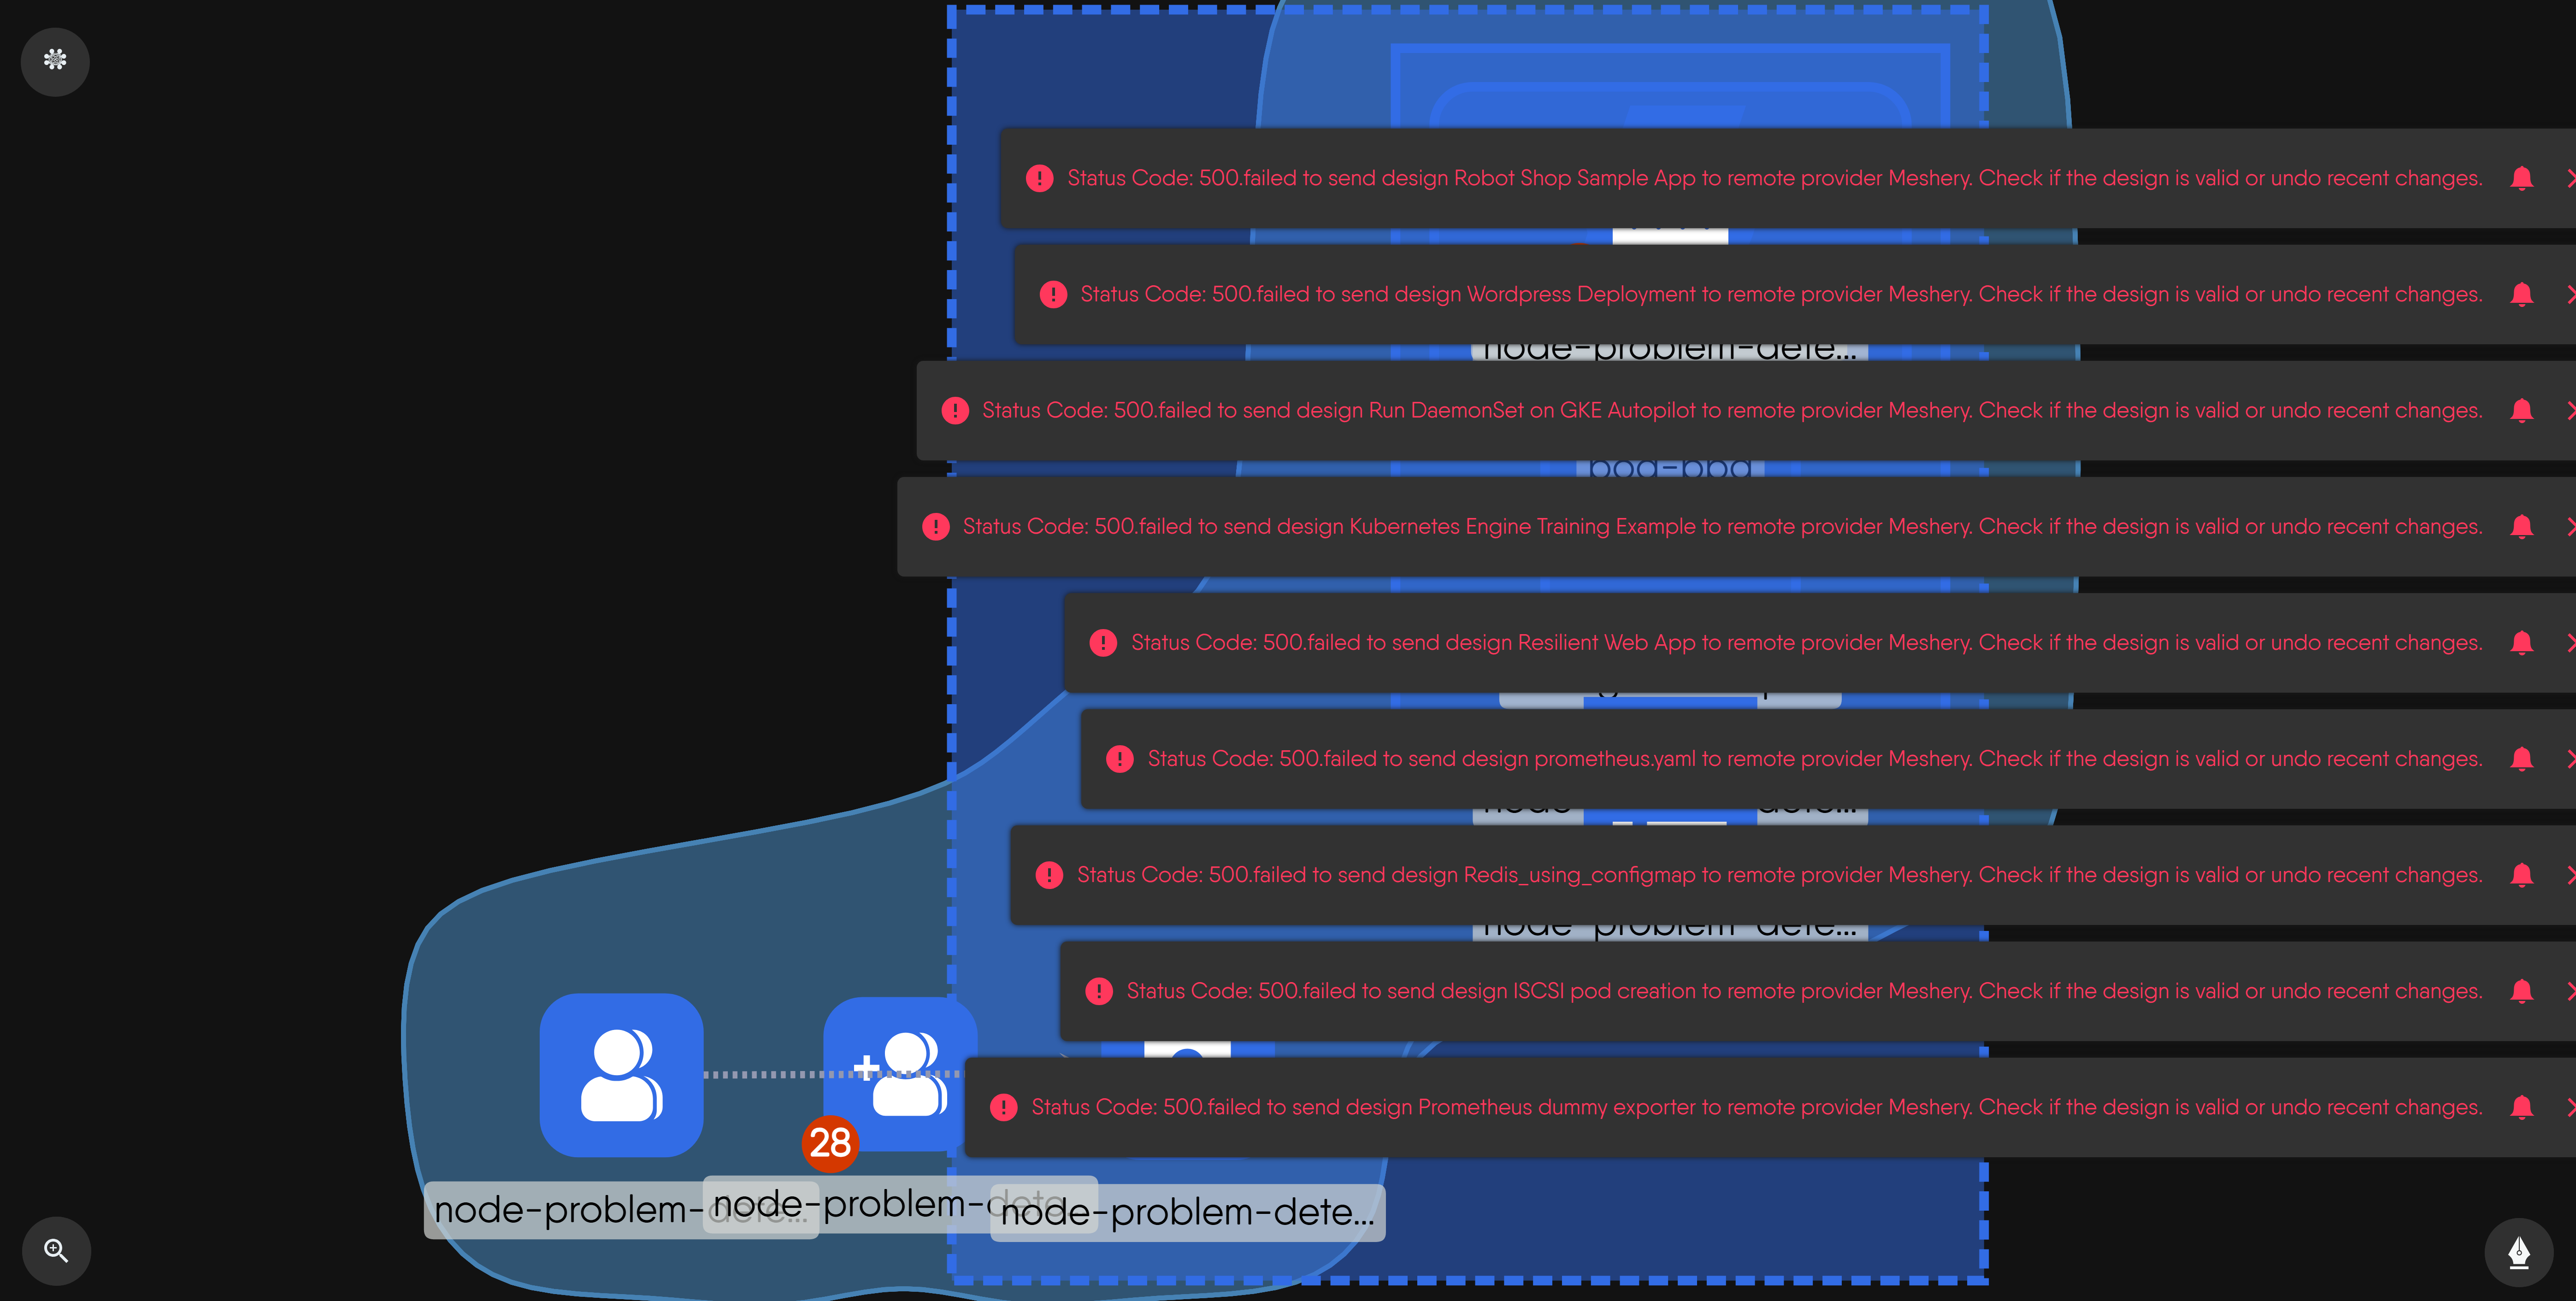 Status Code: 500.failed to send design Robot Shop Sample App to remote provider Meshery. Check if the design is valid or undo recent changes.
Status Code: 500.failed to send design Wordpress Deployment to remote provider Meshery. Check if the design is valid or undo recent changes.
node-problem-dete...
Status Code: 500.failed to send design Run DaemonSet on GKE Autopilot to remote provider Meshery. Check if the design is valid or undo recent changes.
Status Code: 500.failed to send design Kubernetes Engine Training Example to remote provider Meshery. Check if the design is valid or undo recent changes.
Status Code: 500.failed to send design Resilient Web App to remote provider Meshery. Check if the design is valid or undo recent changes.
Status Code: 500.failed to send design prometheus.yaml to remote provider Meshery. Check if the design is valid or undo recent changes.
Status Code: 500.failed to send design Redis_using_configmap to remote provider Meshery. Check if the design is valid or undo recent changes.
node-problem-dete...
Status Code: 500.failed to send design ISCSI pod creation to remote provider Meshery. Check if the design is valid or undo recent changes.
Status Code: 500.failed to send design Prometheus dummy exporter to remote provider Meshery. Check if the design is valid or undo recent changes.
28
node-problem-dete...
node-problem-dete...
node-problem-dete...